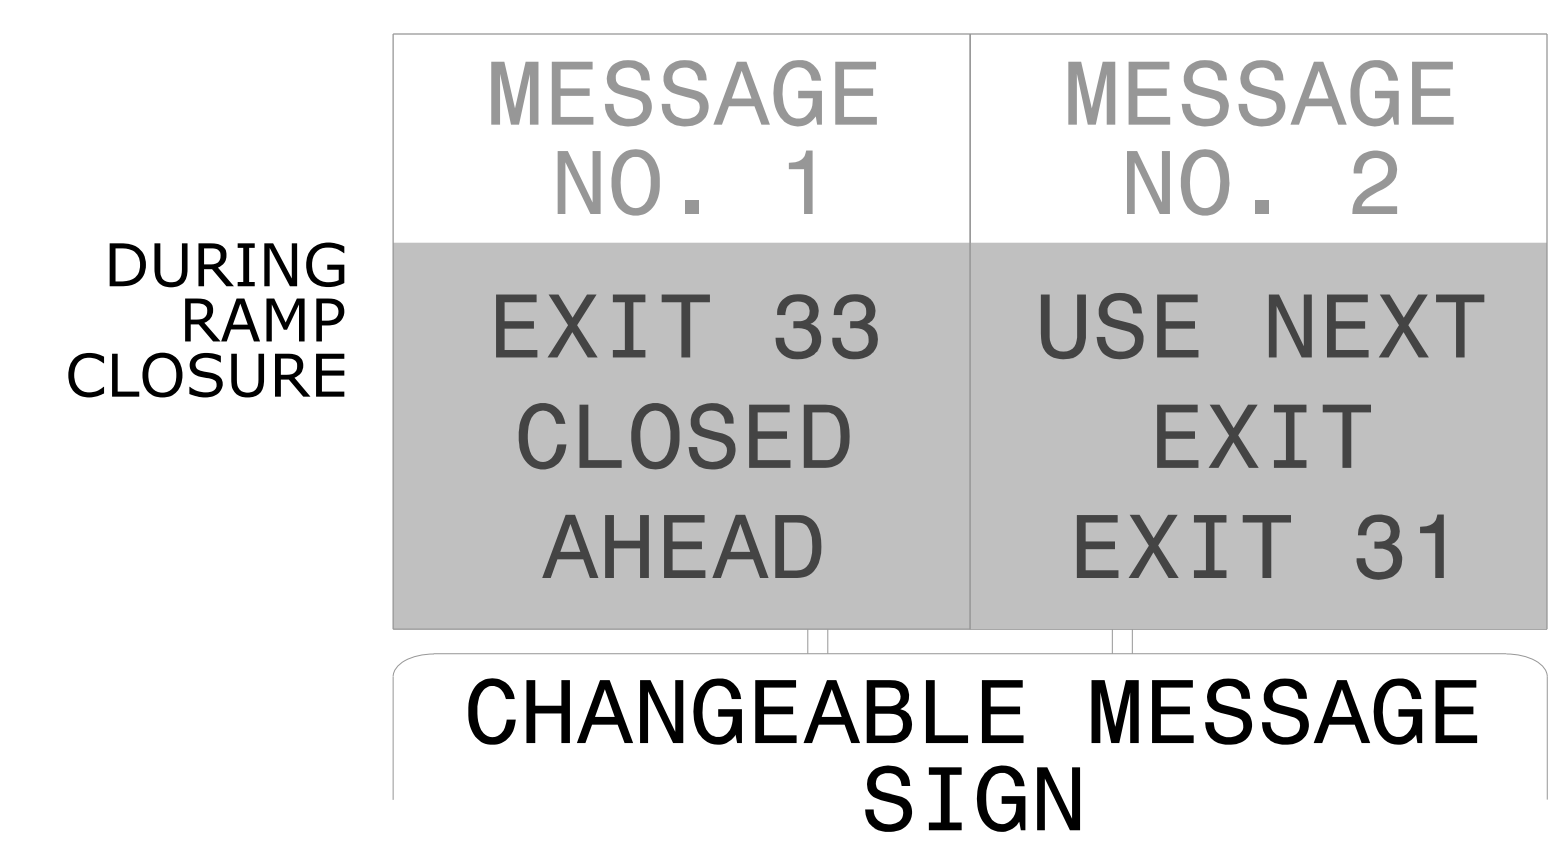 MESSAGE
NO. 1
MESSAGE
NO. 2
DURING
RAMP
CLOSURE
EXIT 33
CLOSED
AHEAD
USE NEXT
EXIT
EXIT 31
CHANGEABLE MESSAGE
SIGN